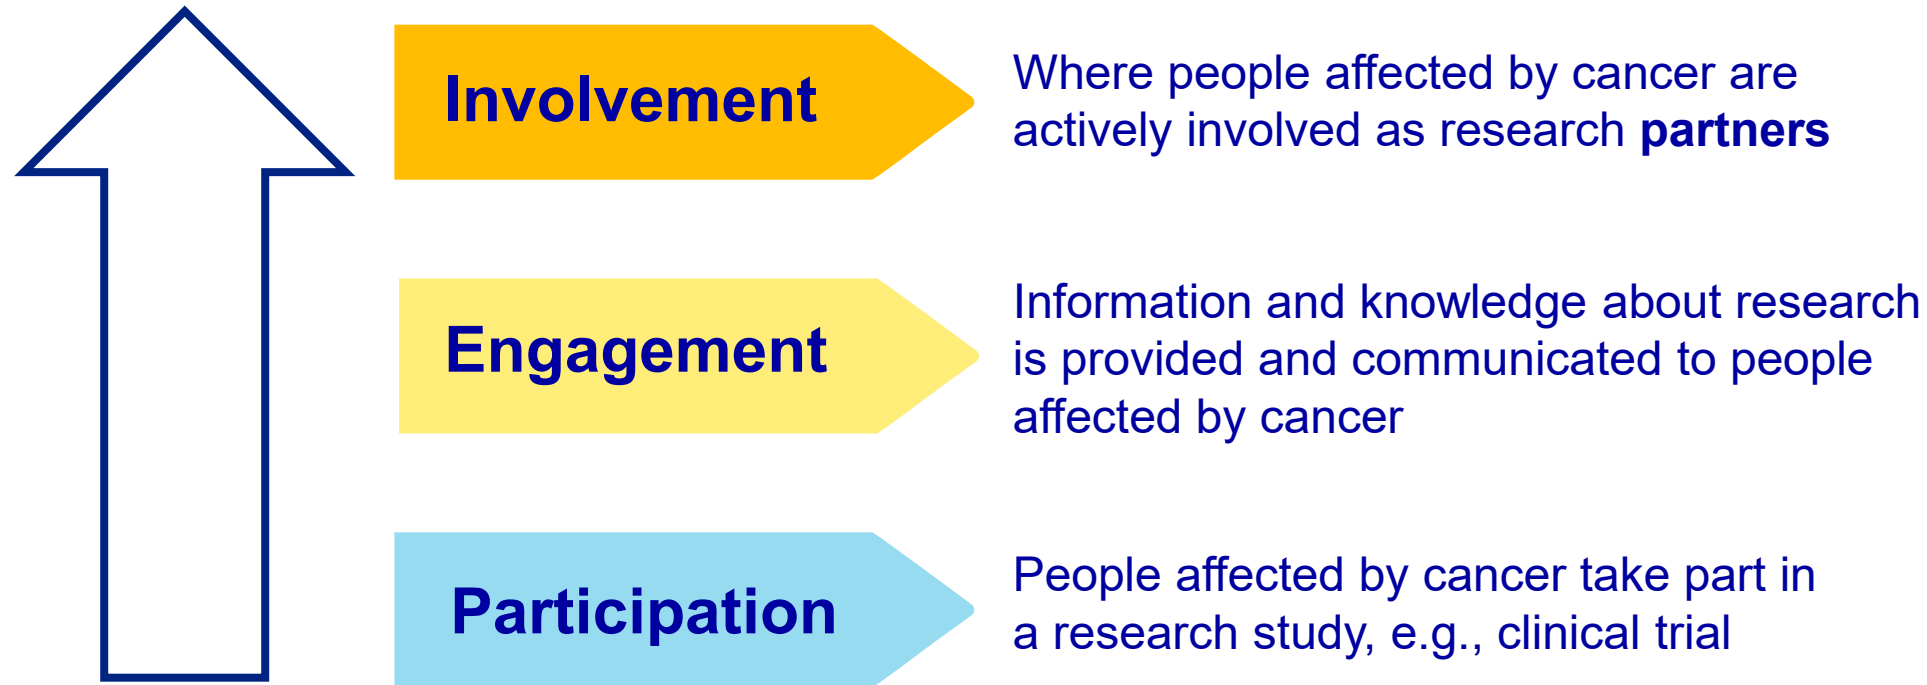 Involvement
Where people affected by cancer are
actively involved as research partners
Engagement
Information and knowledge about research
is provided and communicated to people
affected by cancer
Participation
People affected by cancer take part in
a research study, e.g., clinical trial